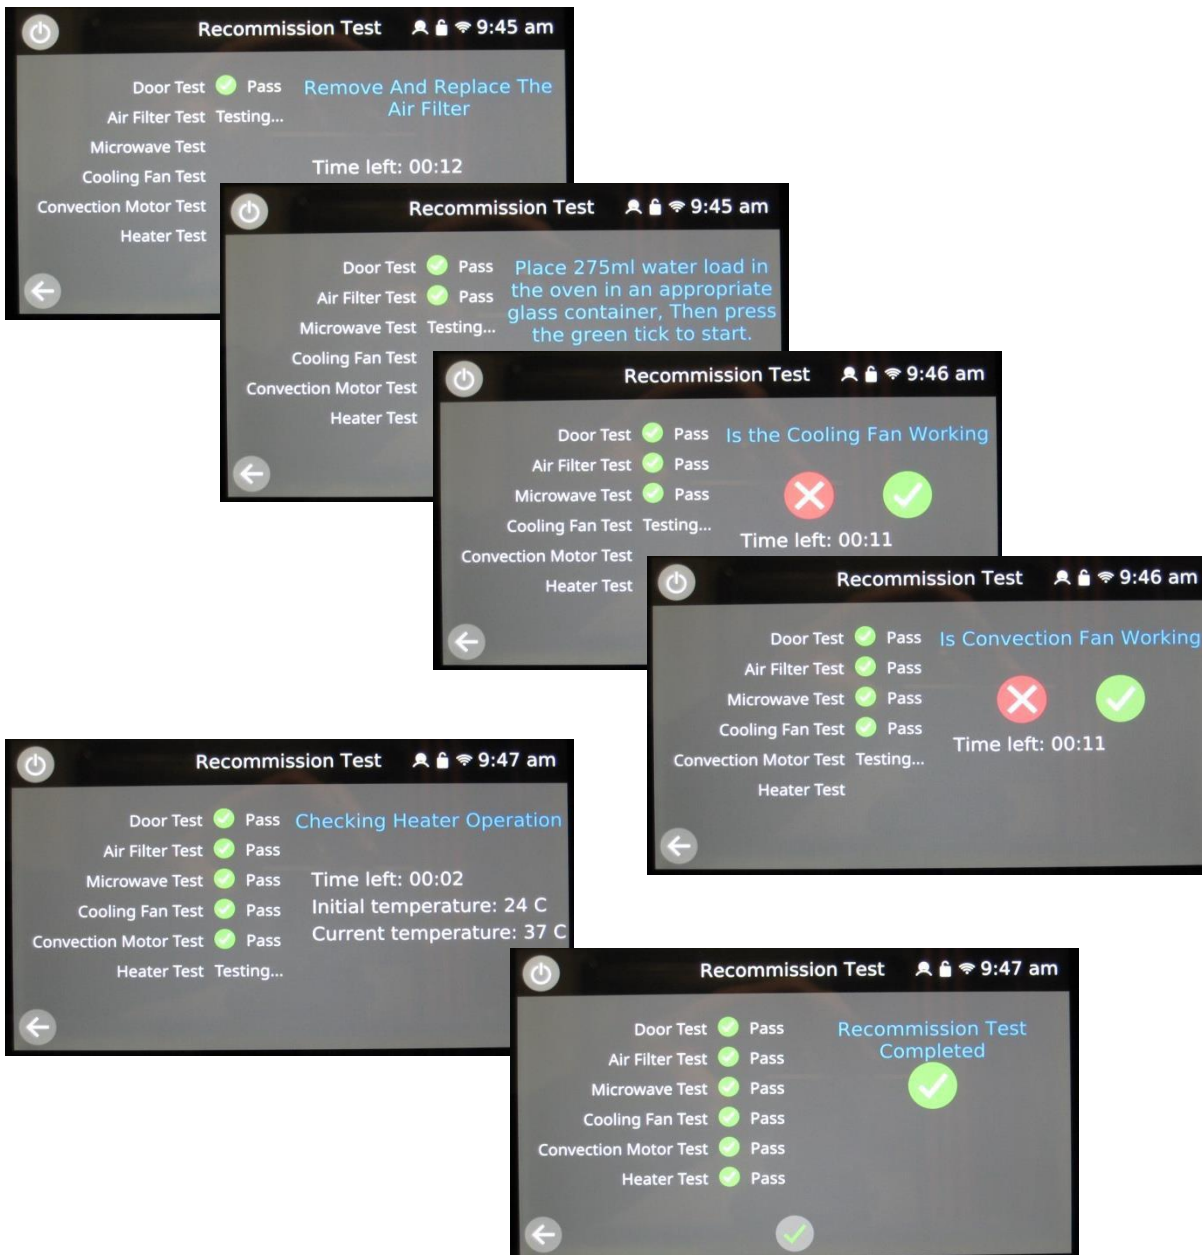 Recommission Test 9:45 am
Door Test Pass Remove And Replace The
Air Filter
Air Filter Test Testing...
Microwave Test
Time left: 00:12
Cooling Fan Test
Convection Motor Test
Heater Test
Recommission Test 9:45 am
Door Test Pass Place 275ml water load in
Air Filter Test Pass the oven in an appropriate
glass container, Then press
Microwave Test Testing... the green tick to start.
Cooling Fan Test
Convection Motor Test
Heater Test
Recommission Test 9:46 am
Door Test Pass Is the Cooling Fan Working
Air Filter Test Pass
Microwave Test Pass
Cooling Fan Test Testing...
Time left: 00:11
Convection Motor Test
Heater Test
Recommission Test 9:46 am
Door Test Pass Is Convection Fan Working
Air Filter Test Pass
Microwave Test Pass
Cooling Fan Test Pass
Time left: 00:11
Convection Motor Test Testing...
Heater Test
Recommission Test 9:47 am
Door Test Pass Checking Heater Operation
Air Filter Test Pass
Microwave Test Pass Time left: 00:02
Cooling Fan Test Pass Initial temperature: 24 C
Convection Motor Test Pass Current temperature: 37 C
Heater Test Testing...
Recommission Test 9:47 am
Door Test Pass Recommission Test
Completed
Air Filter Test Pass
Microwave Test Pass
Cooling Fan Test Pass
Convection Motor Test Pass
Heater Test Pass